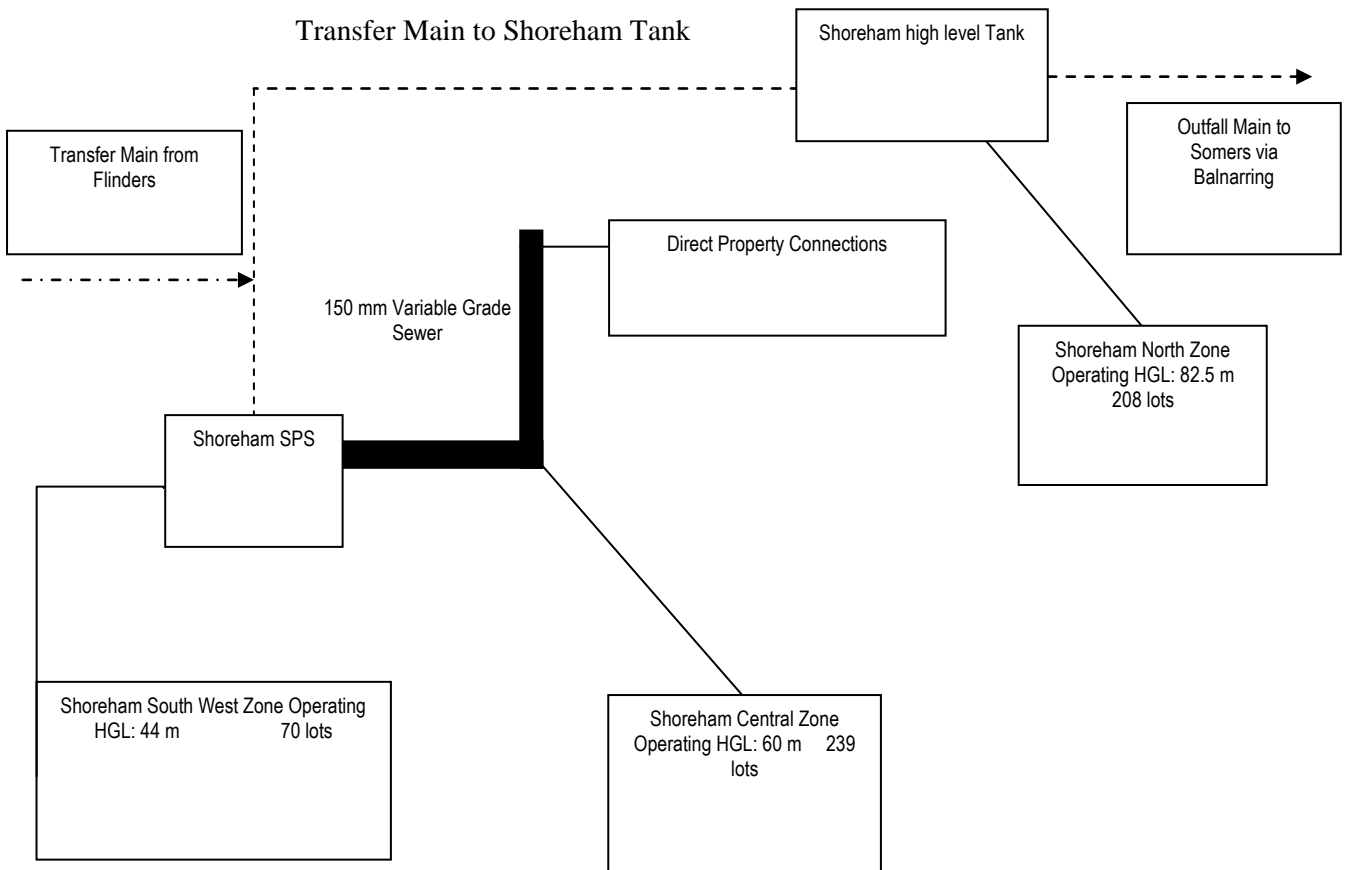 Transfer Main to Shoreham Tank
Shoreham high level Tank
Transfer Main from
Flinders
Outfall Main to
Somers via
Balnarring
Direct Property Connections
150 mm Variable Grade
Sewer
Shoreham North Zone
Operating HGL: 82.5 m
208 lots
Shoreham SPS
Shoreham South West Zone Operating
HGL: 44 m 70 lots
Shoreham Central Zone
Operating HGL: 60 m 239
lots